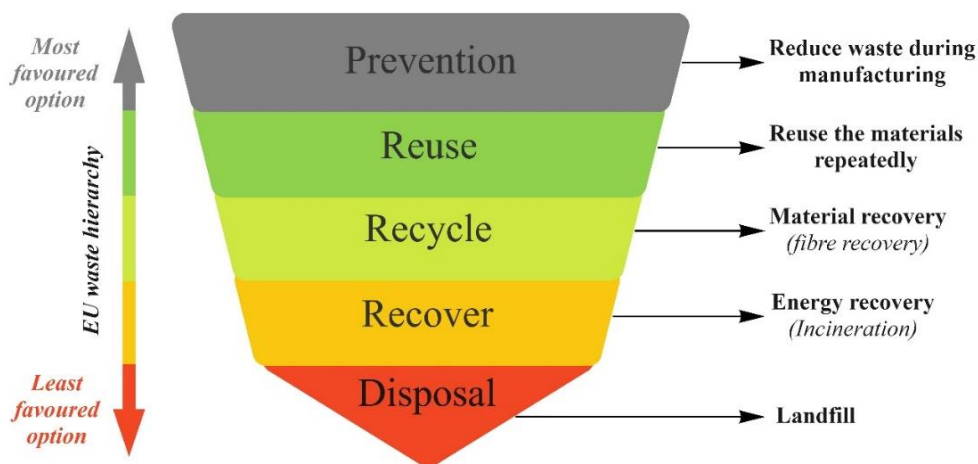 Most
favoured
option
Prevention
Reduce waste during
manufacturing
Reuse
Reuse the materials
repeatedly
EU waste hierarchy
Recycle
Material recovery
(fibre recovery)
Recover
Energy recovery
(Incineration)
Least
favoured
option
Disposal
Landfill